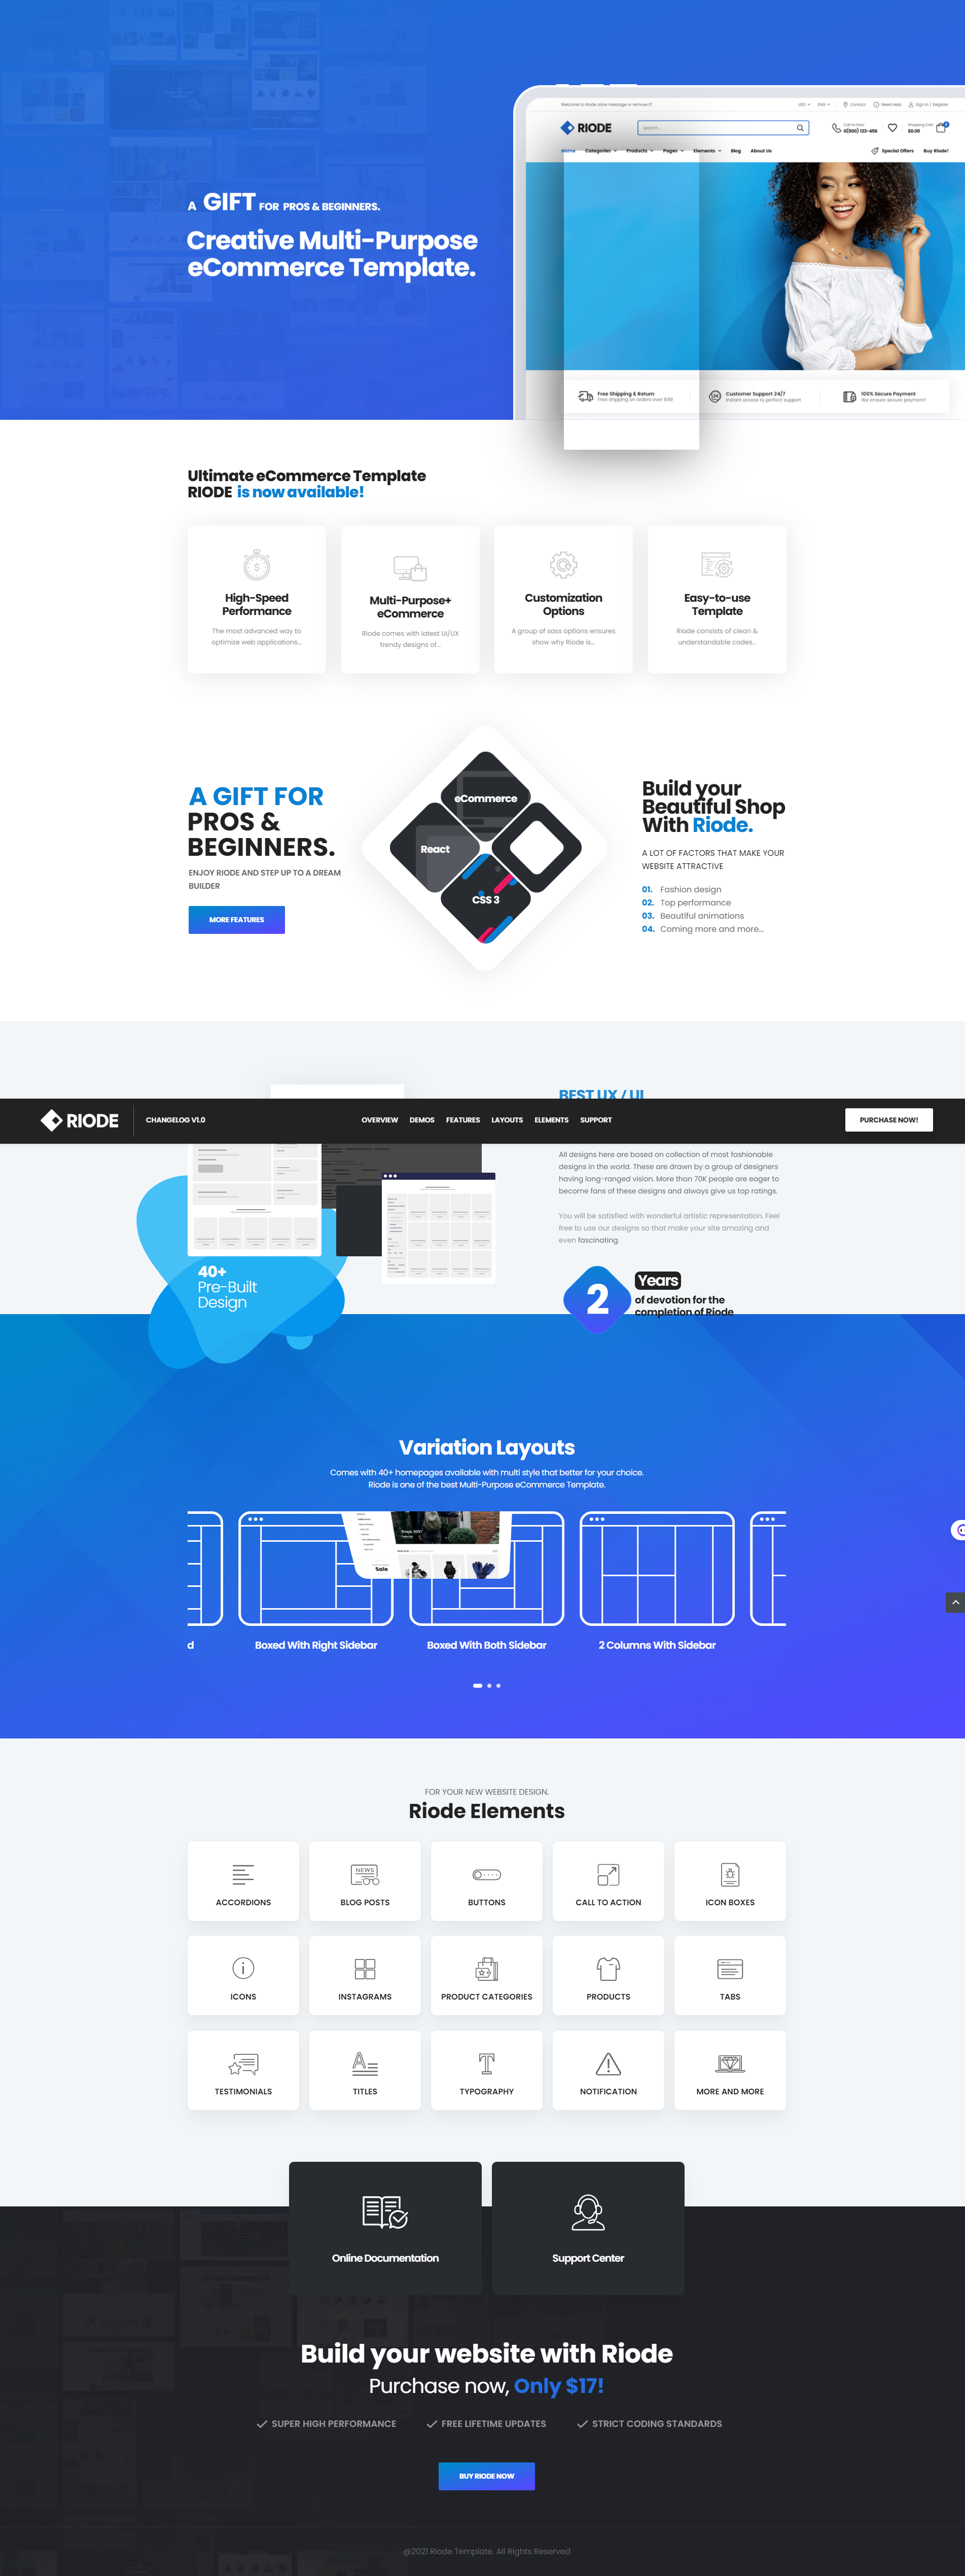 Welcome to Riode store message or remove it!
USD
ENG
Contact
Need Help
Sign in / Register
RIODE
Search...
Call Us Now:
0(800) 123-456
Shopping Cart:
$0.00
Home
Categories
Products
Pages
Elements
Blog
About Us
Special Offers
Buy Riode!
A GIFT FOR PROS & BEGINNERS.
Creative Multi-Purpose
eCommerce Template.
Free Shipping & Return
Free shipping on orders over $99
Customer Support 24/7
Instant access to perfect support
100% Secure Payment
We ensure secure payment!
Ultimate eCommerce Template
RIODE is now available!
High-Speed
Performance
The most advanced way to
optimize web applications...
Multi-Purpose+
eCommerce
Riode comes with latest UI/UX
trendy designs of...
Customization
Options
A group of sass options ensures
show why Riode is...
Easy-to-use
Template
Riode consists of clean &
understandable codes...
A GIFT FOR
PROS &
BEGINNERS.
ENJOY RIODE AND STEP UP TO A DREAM
BUILDER
MORE FEATURES
eCommerce
React
CSS 3
Build your
Beautiful Shop
With Riode.
A LOT OF FACTORS THAT MAKE YOUR
WEBSITE ATTRACTIVE
01. Fashion design
02. Top performance
03. Beautiful animations
04. Coming more and more...
BEST UX / UI
RIODE
CHANGELOG V1.0
OVERVIEW
DEMOS
FEATURES
LAYOUTS
ELEMENTS
SUPPORT
PURCHASE NOW!
All designs here are based on collection of most fashionable
designs in the world. These are drawn by a group of designers
having long-ranged vision. More than 70K people are eager to
become fans of these designs and always give us top ratings.
You will be satisfied with wonderful artistic representation. Feel
free to use our designs so that make your site amazing and
even fascinating.
40+
Pre-Built
Design
2
Years
of devotion for the
completion of Riode
Variation Layouts
Comes with 40+ homepages available with multi style that better for your choice.
Riode is one of the best Multi-Purpose eCommerce Template.
Sale
d
Boxed With Right Sidebar
Boxed With Both Sidebar
2 Columns With Sidebar
FOR YOUR NEW WEBSITE DESIGN.
Riode Elements
ACCORDIONS
NEWS
BLOG POSTS
BUTTONS
CALL TO ACTION
ICON BOXES
ICONS
INSTAGRAMS
PRODUCT CATEGORIES
PRODUCTS
TABS
TESTIMONIALS
TITLES
TYPOGRAPHY
NOTIFICATION
MORE AND MORE
Online Documentation
Support Center
Build your website with Riode
Purchase now, Only $17!
SUPER HIGH PERFORMANCE
FREE LIFETIME UPDATES
STRICT CODING STANDARDS
BUY RIODE NOW
@2021 Riode Template. All Rights Reserved